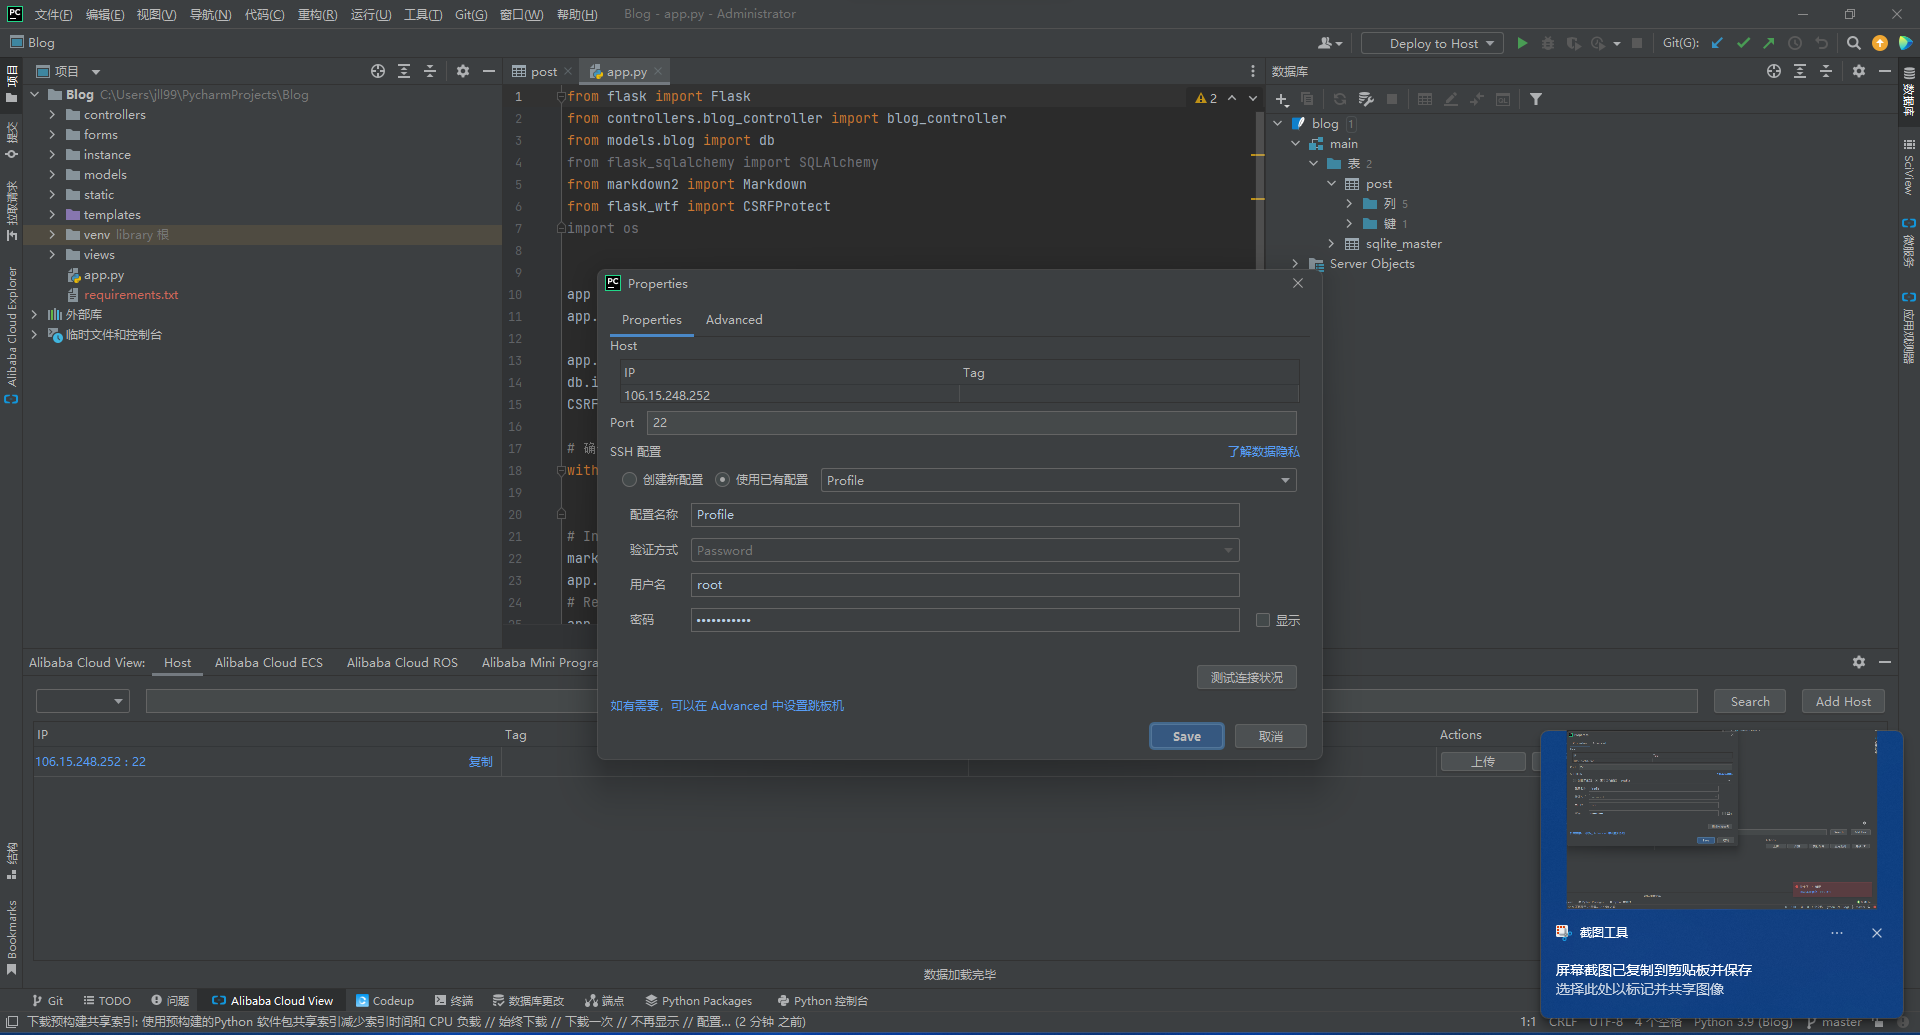 文件(F) 编辑(E) 视图(V) 导航(N) 代码(C) 重构(R) 运行(U) 工具(T) Git(G) 窗口(W) 帮助(H) Blog - app.py - Administrator
Blog
Deploy to Host
Git(G):
项目
post
app.py
数据库
Blog C:\Users\jll99\PycharmProjects\Blog
controllers
forms
instance
models
static
templates
venv library 根
views
app.py
requirements.txt
外部库
临时文件和控制台
1 from flask import Flask
2 from controllers.blog_controller import blog_controller
3 from models.blog import db
4 from flask_sqlalchemy import SQLAlchemy
5 from markdown2 import Markdown
6 from flask_wtf import CSRFProtect
7 import os
8
9
10 app
11 app.
12
13 app.
14 db.i
15 CSRF
16
17 # 确
18 with
19
20
21 # In
22 mark
23 app.
24 # Re
25 app
2
blog 1
main
表 2
post
列 5
键 1
sqlite_master
Server Objects
项目
提交
拉取请求
Alibaba Cloud Explorer
结构
Bookmarks
数据库
SciView
微服务
应用观测器
Properties
Properties Advanced
Host
IP Tag
106.15.248.252
Port 22
SSH 配置 了解数据隐私
创建新配置 使用已有配置 Profile
配置名称 Profile
验证方式 Password
用户名 root
密码 •••••••••••
显示
测试连接状况
如有需要，可以在 Advanced 中设置跳板机
Save 取消
Alibaba Cloud View: Host Alibaba Cloud ECS Alibaba Cloud ROS Alibaba Mini Progra
Search Add Host
IP Tag Actions
106.15.248.252 : 22 复制 上传
数据加载完毕
截图工具
屏幕截图已复制到剪贴板并保存
选择此处以标记并共享图像
Git TODO 问题 Alibaba Cloud View Codeup 终端 数据库更改 端点 Python Packages Python 控制台
下载预构建共享索引: 使用预构建的Python 软件包共享索引减少索引时间和 CPU 负载 // 始终下载 // 下载一次 // 不再显示 // 配置... (2 分钟 之前)
1:1 CRLF UTF-8 4 个空格 Python 3.9 (Blog) master